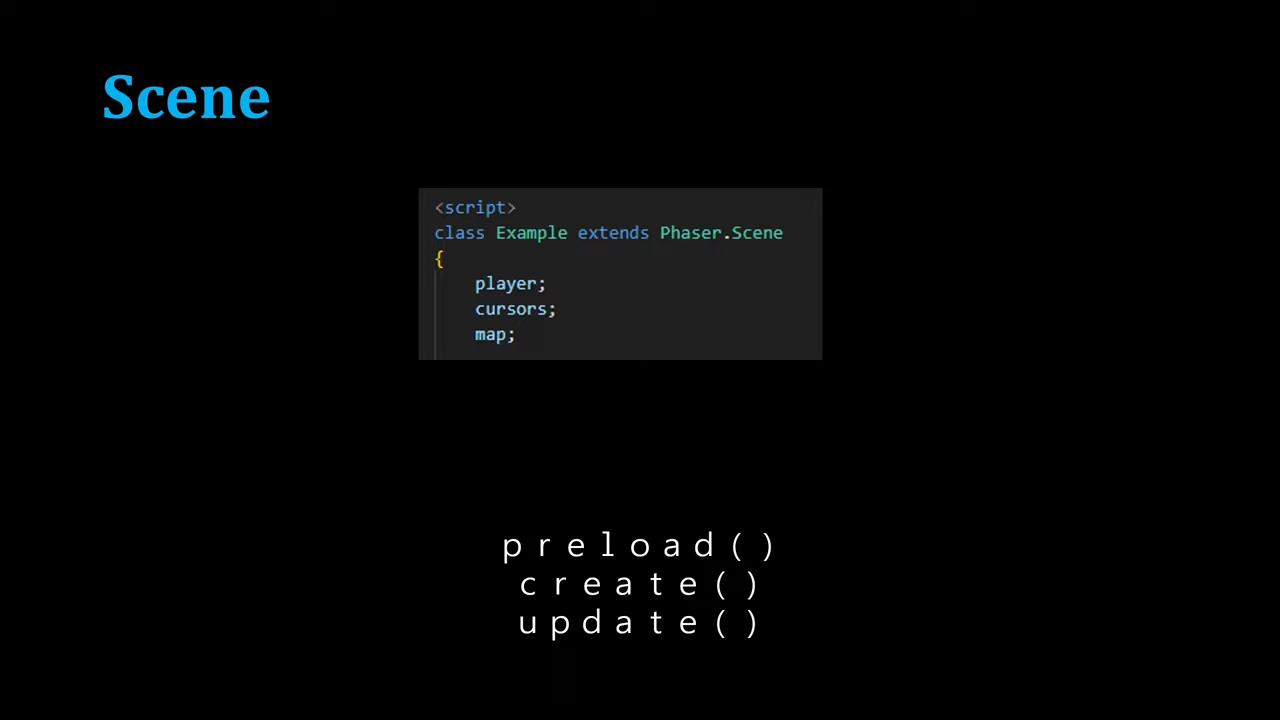 Scene
<script>
class Example extends Phaser.Scene
{
player;
cursors;
map;
preload()
create()
update()